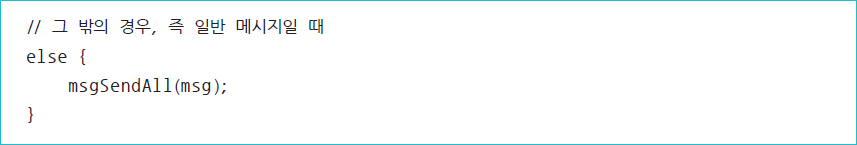 // 그 밖의 경우, 즉 일반 메시지일 때
else {
    msgSendAll(msg);
}